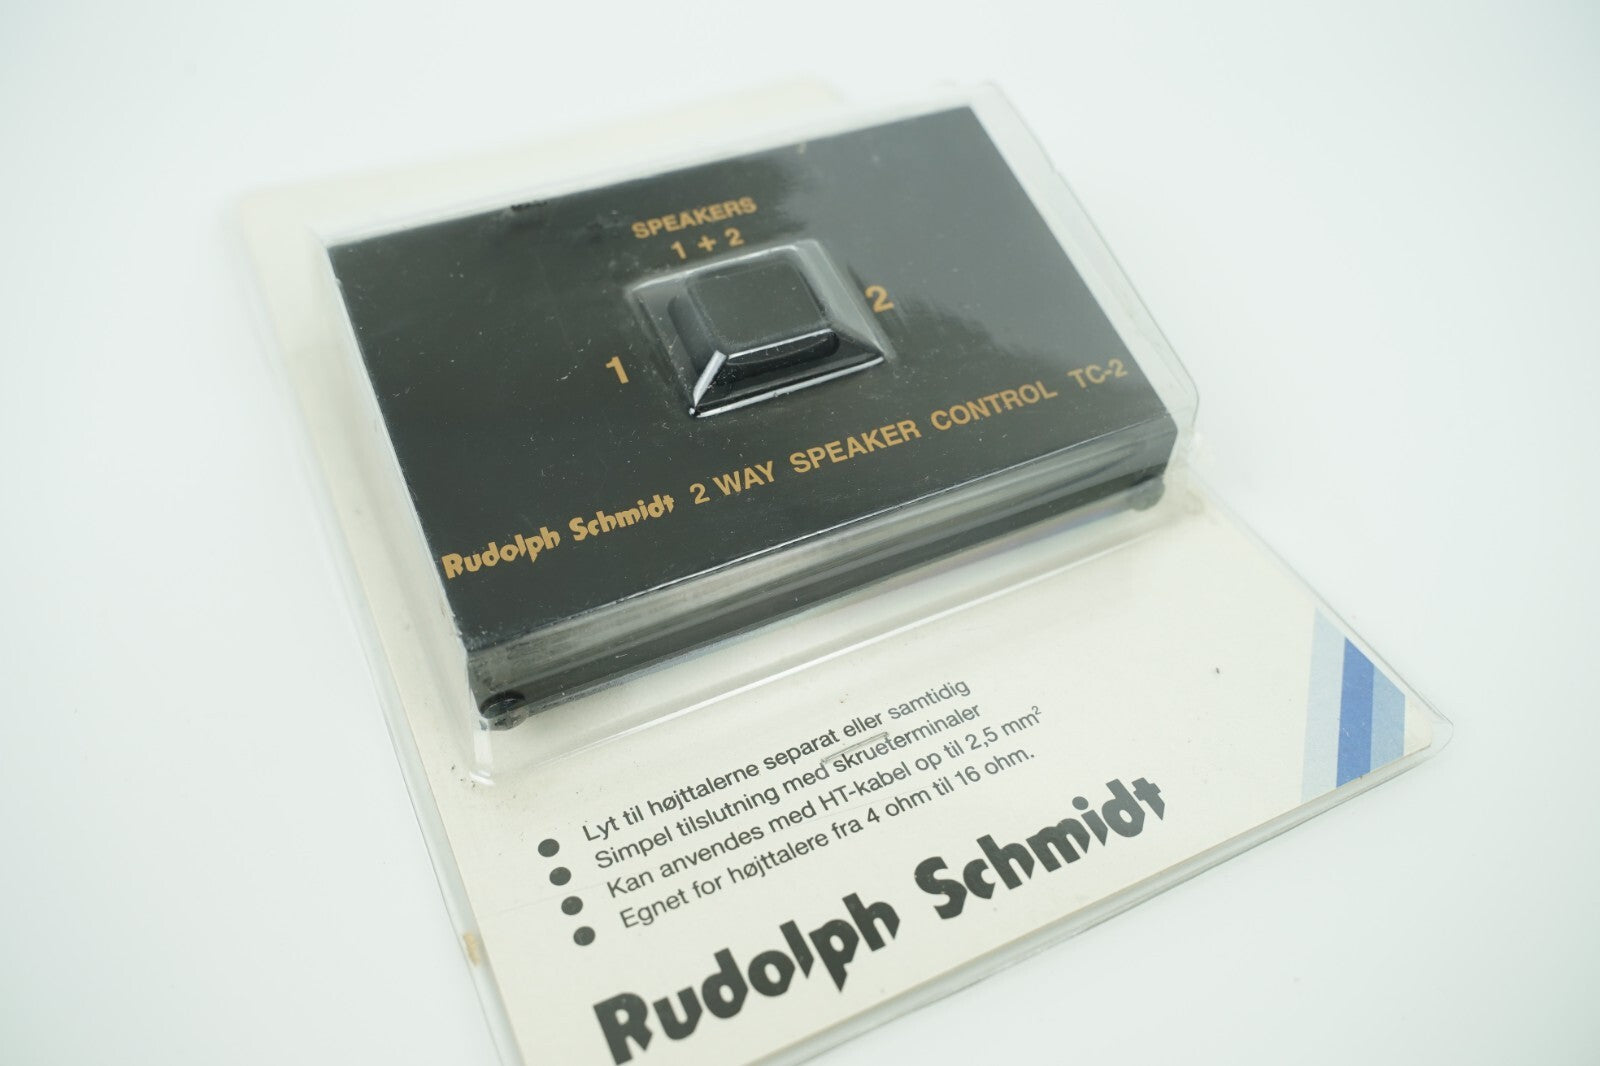 SPEAKERS
1 + 2
1
2
Rudolph Schmidt 2 WAY SPEAKER CONTROL TC-2
● Lyt til højttalerne separat eller samtidig
● Simpel tilslutning med skrueterminaler
● Kan anvendes med HT-kabel op til 2,5 mm²
● Egnet for højttalere fra 4 ohm til 16 ohm.
Rudolph Schmidt